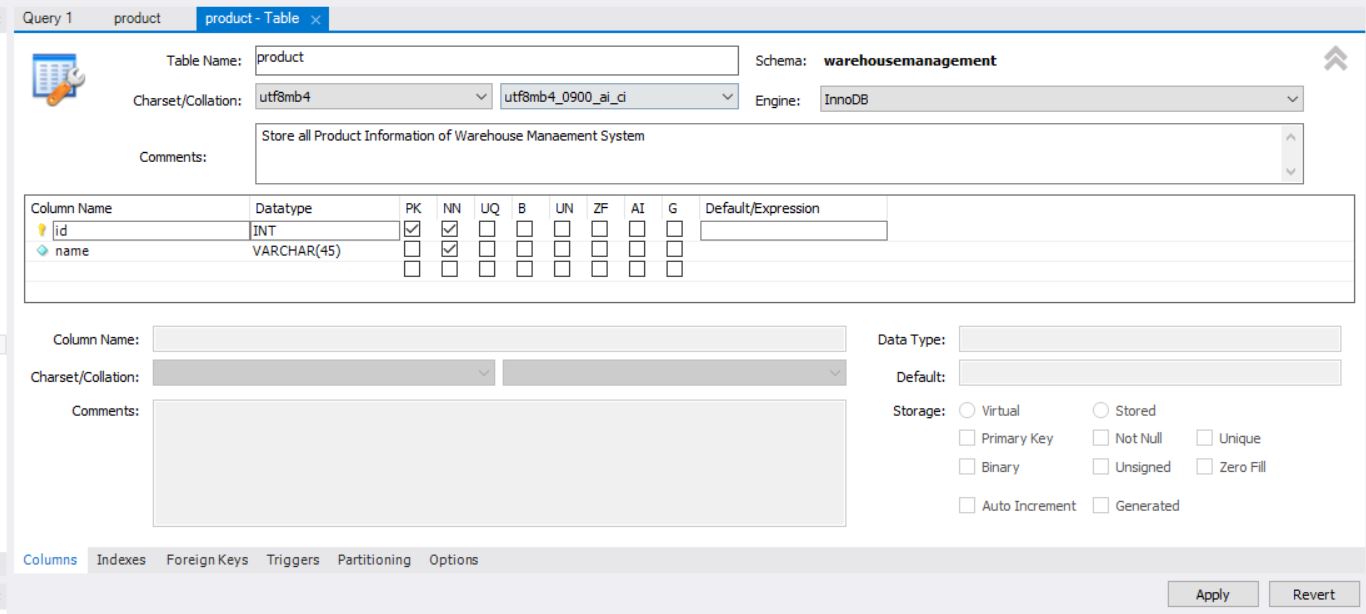 Query 1 product product - Table ×
Table Name: product Schema: warehousemanagement
Charset/Collation: utf8mb4 utf8mb4_0900_ai_ci Engine: InnoDB
Comments: Store all Product Information of Warehouse Manaement System
Column Name Datatype PK NN UQ B UN ZF AI G Default/Expression
id INT
name VARCHAR(45)
Column Name: Data Type:
Charset/Collation: Default:
Comments: Storage: Virtual Stored
Primary Key Not Null Unique
Binary Unsigned Zero Fill
Auto Increment Generated
Columns Indexes Foreign Keys Triggers Partitioning Options
Apply Revert